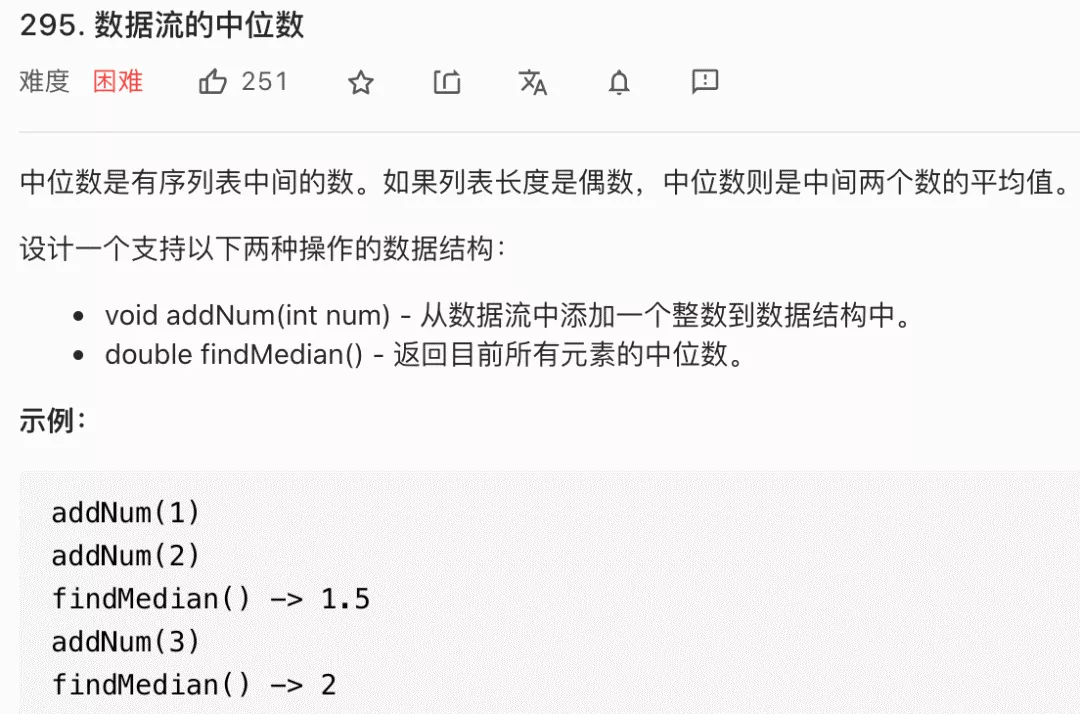 295. 数据流的中位数
难度 困难 251
中位数是有序列表中间的数。如果列表长度是偶数，中位数则是中间两个数的平均值。
设计一个支持以下两种操作的数据结构：
• void addNum(int num) - 从数据流中添加一个整数到数据结构中。
• double findMedian() - 返回目前所有元素的中位数。
示例：
addNum(1)
addNum(2)
findMedian() -> 1.5
addNum(3)
findMedian() -> 2